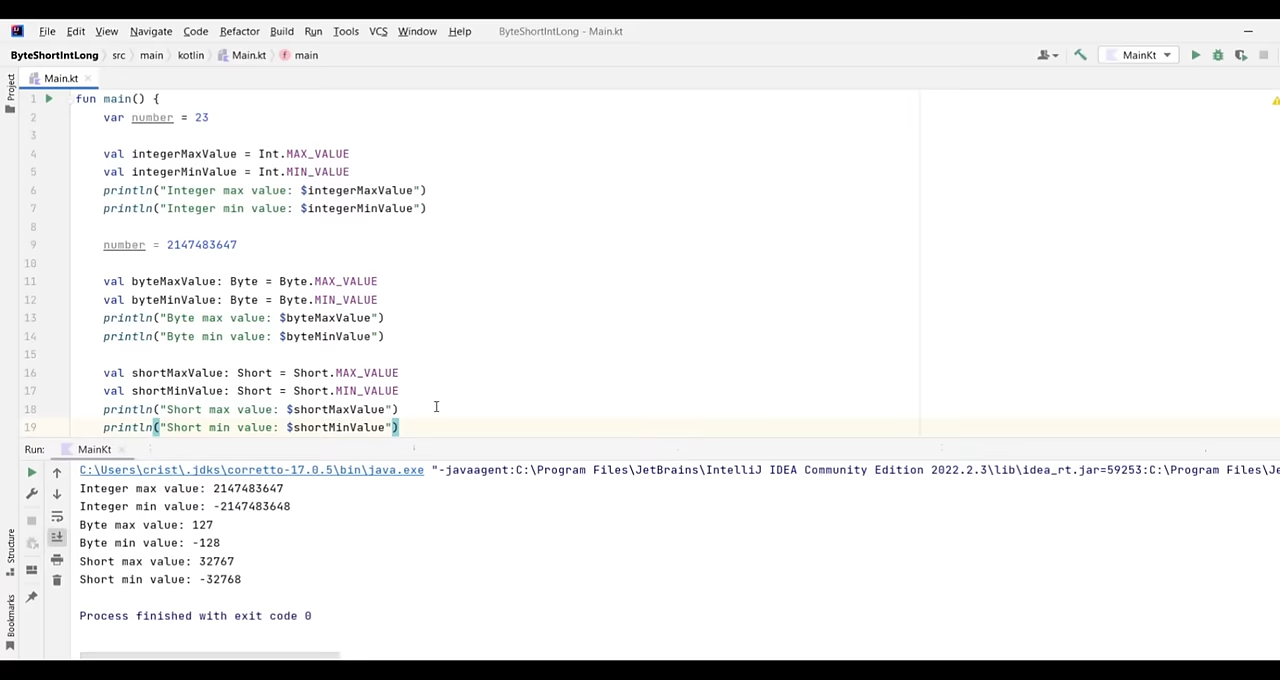 File Edit View Navigate Code Refactor Build Run Tools VCS Window Help ByteShortIntLong - Main.kt
ByteShortIntLong src main kotlin Main.kt main MainKt
Project
Main.kt
1 fun main() {
2 var number = 23
3
4 val integerMaxValue = Int.MAX_VALUE
5 val integerMinValue = Int.MIN_VALUE
6 println("Integer max value: $integerMaxValue")
7 println("Integer min value: $integerMinValue")
8
9 number = 2147483647
10
11 val byteMaxValue: Byte = Byte.MAX_VALUE
12 val byteMinValue: Byte = Byte.MIN_VALUE
13 println("Byte max value: $byteMaxValue")
14 println("Byte min value: $byteMinValue")
15
16 val shortMaxValue: Short = Short.MAX_VALUE
17 val shortMinValue: Short = Short.MIN_VALUE
18 println("Short max value: $shortMaxValue")
19 println("Short min value: $shortMinValue")
Run: MainKt
C:\Users\crist\.jdks\corretto-17.0.5\bin\java.exe "-javaagent:C:\Program Files\JetBrains\IntelliJ IDEA Community Edition 2022.2.3\lib\idea_rt.jar=59253:C:\Program Files\Je
Integer max value: 2147483647
Integer min value: -2147483648
Byte max value: 127
Byte min value: -128
Short max value: 32767
Short min value: -32768
Process finished with exit code 0
Structure
Bookmarks